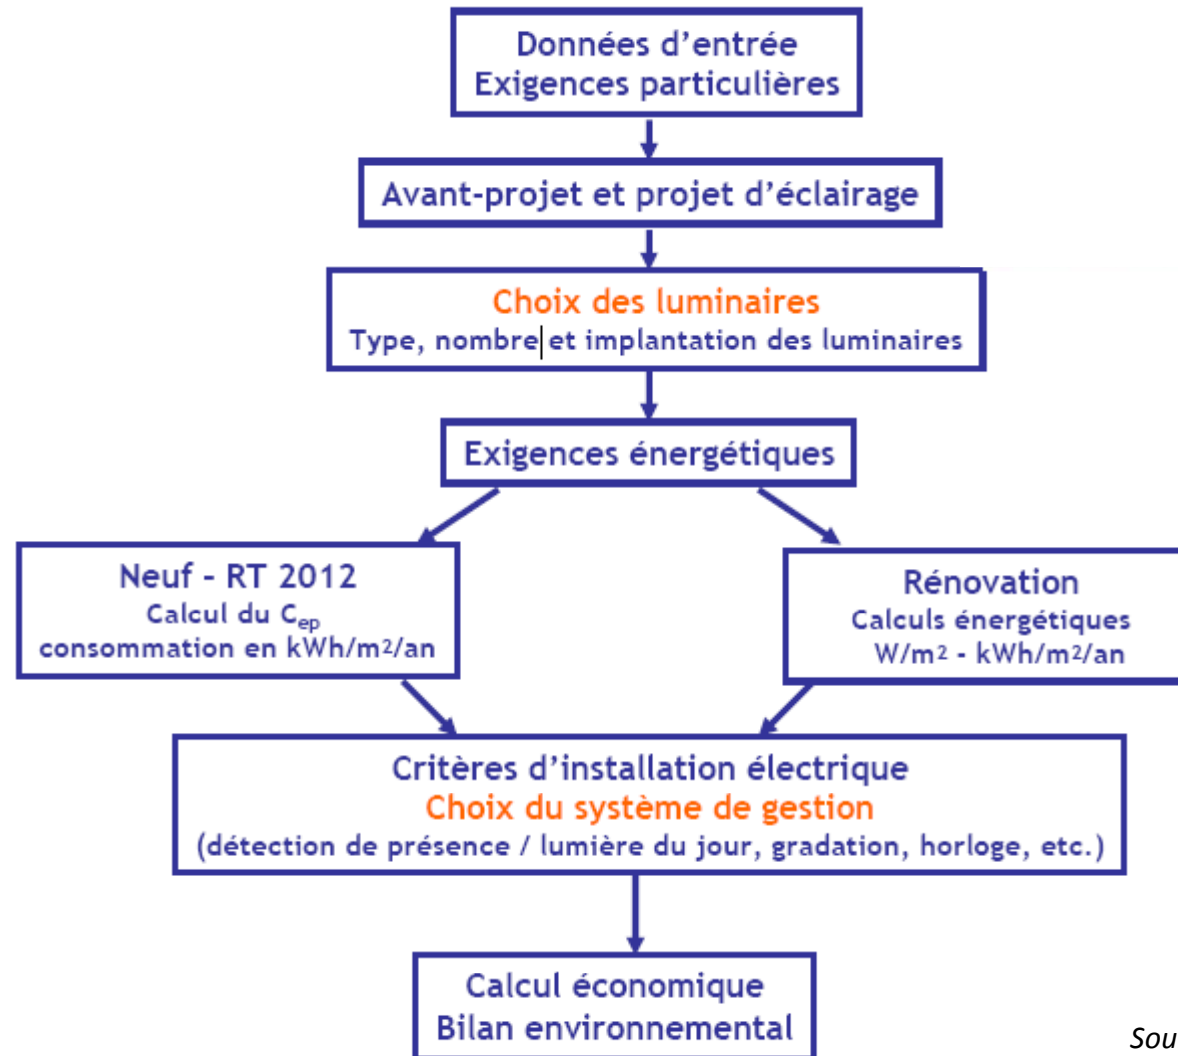 Données d’entrée
Exigences particulières
Avant-projet et projet d’éclairage
Choix des luminaires
Type, nombre et implantation des luminaires
Exigences énergétiques
Neuf - RT 2012
Calcul du Cep
consommation en kWh/m²/an
Rénovation
Calculs énergétiques
W/m² - kWh/m²/an
Critères d’installation électrique
Choix du système de gestion
(détection de présence / lumière du jour, gradation, horloge, etc.)
Calcul économique
Bilan environnemental
Sou